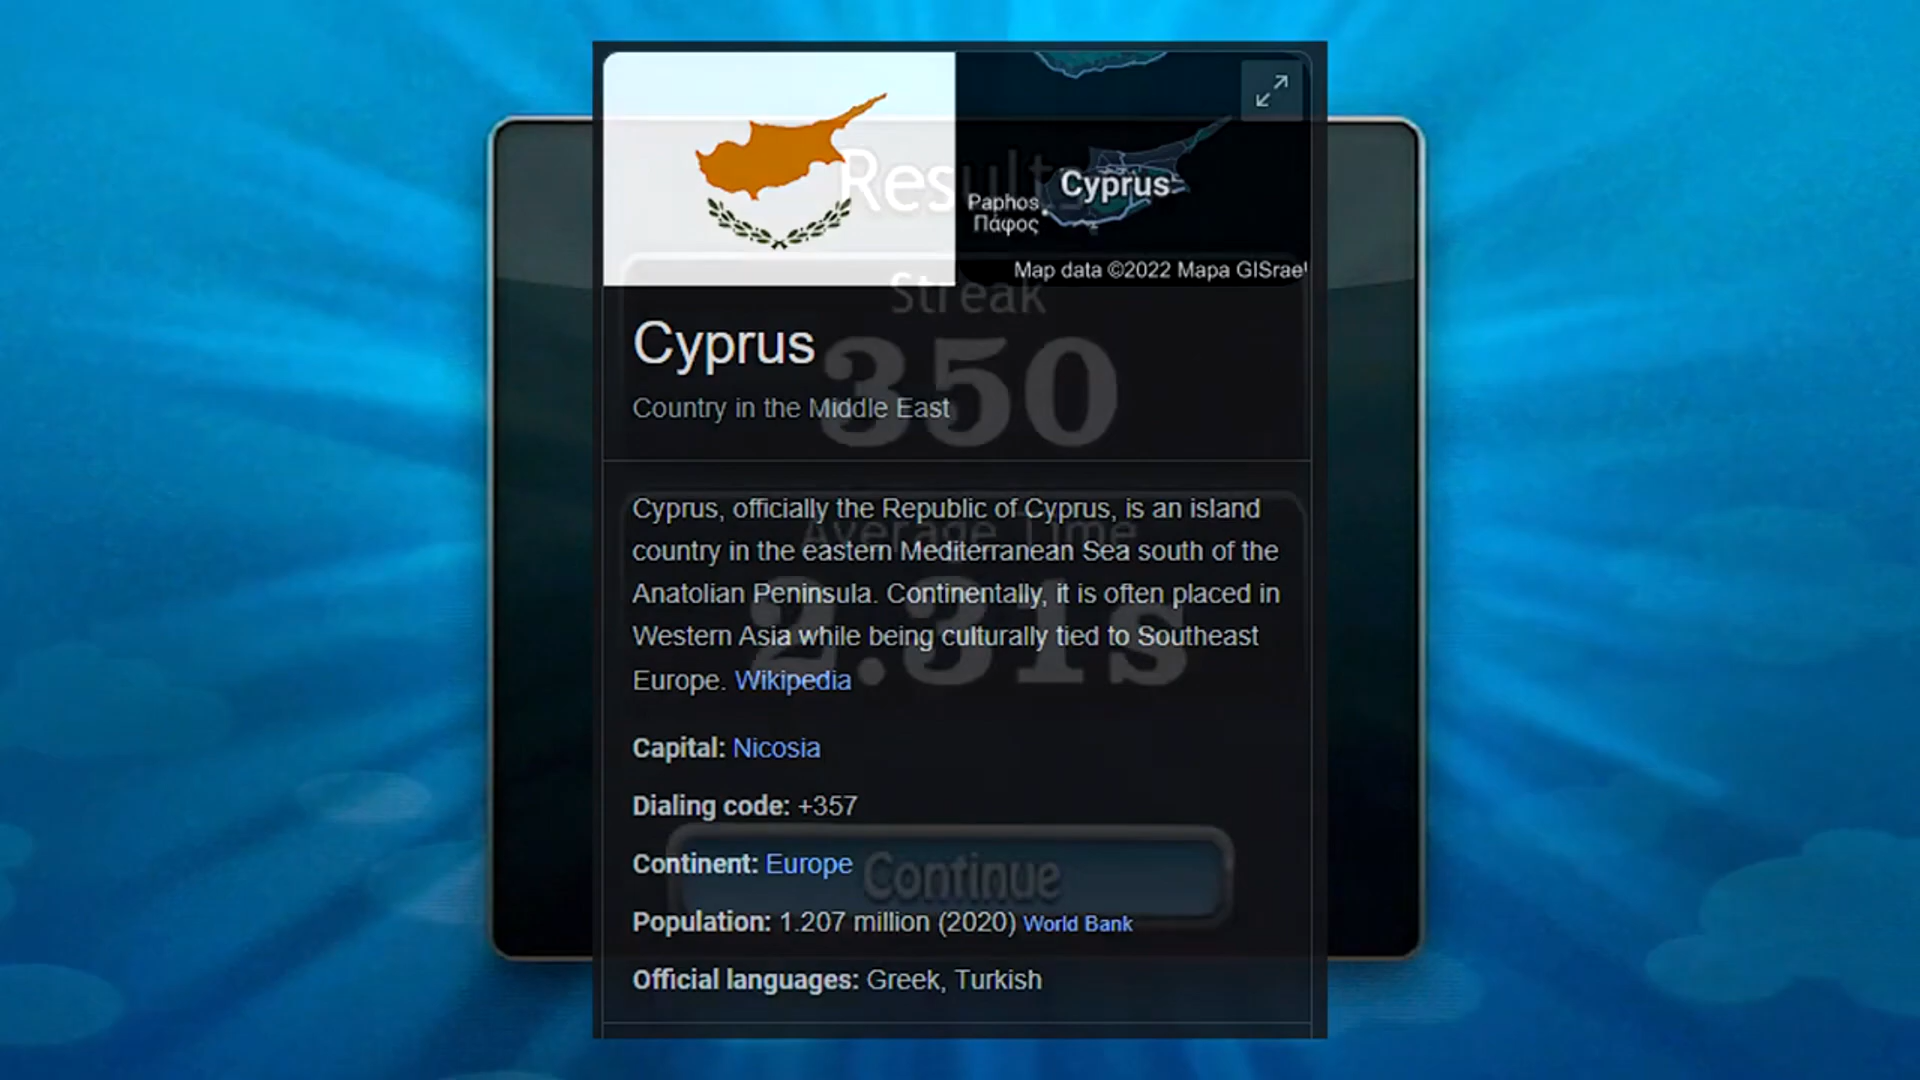 Results
Cyprus
Paphos
Πάφος
Map data ©2022 Mapa GISrael
Streak
Cyprus
350
Country in the Middle East
Cyprus, officially the Republic of Cyprus, is an island
Average Time
country in the eastern Mediterranean Sea south of the
Anatolian Peninsula. Continentally, it is often placed in
2.31s
Western Asia while being culturally tied to Southeast
Europe. Wikipedia
Capital: Nicosia
Dialing code: +357
Continent: Europe
Continue
Population: 1.207 million (2020) World Bank
Official languages: Greek, Turkish